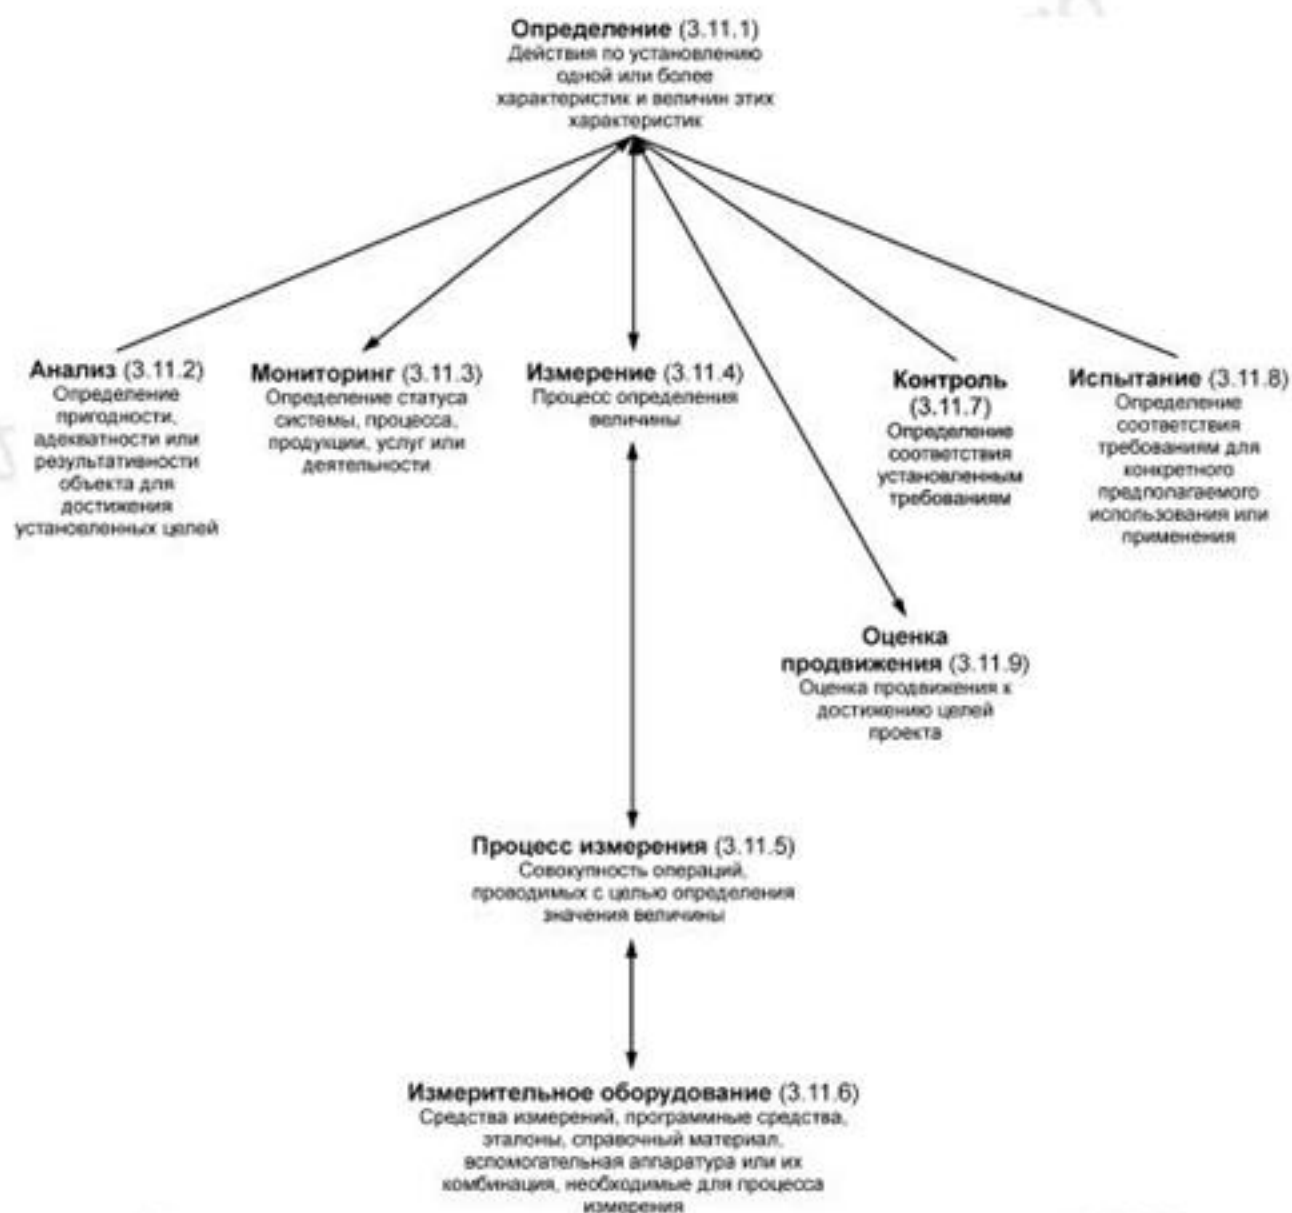 Определение (3.11.1)
Действия по установлению
одной или более
характеристик и величин этих
характеристик
Анализ (3.11.2)
Определение
пригодности,
адекватности или
результативности
объекта для
достижения
установленных целей
Мониторинг (3.11.3)
Определение статуса
системы, процесса,
продукции, услуг или
деятельности
Измерение (3.11.4)
Процесс определения
величины
Контроль
(3.11.7)
Определение
соответствия
установленным
требованиям
Испытание (3.11.8)
Определение
соответствия
требованиям для
конкретного
предполагаемого
использования или
применения
Оценка
продвижения (3.11.9)
Оценка продвижения к
достижению целей
проекта
Процесс измерения (3.11.5)
Совокупность операций,
проводимых с целью определения
значения величины
Измерительное оборудование (3.11.6)
Средства измерений, программные средства,
эталоны, справочный материал,
вспомогательная аппаратура или их
комбинация, необходимые для процесса
измерения